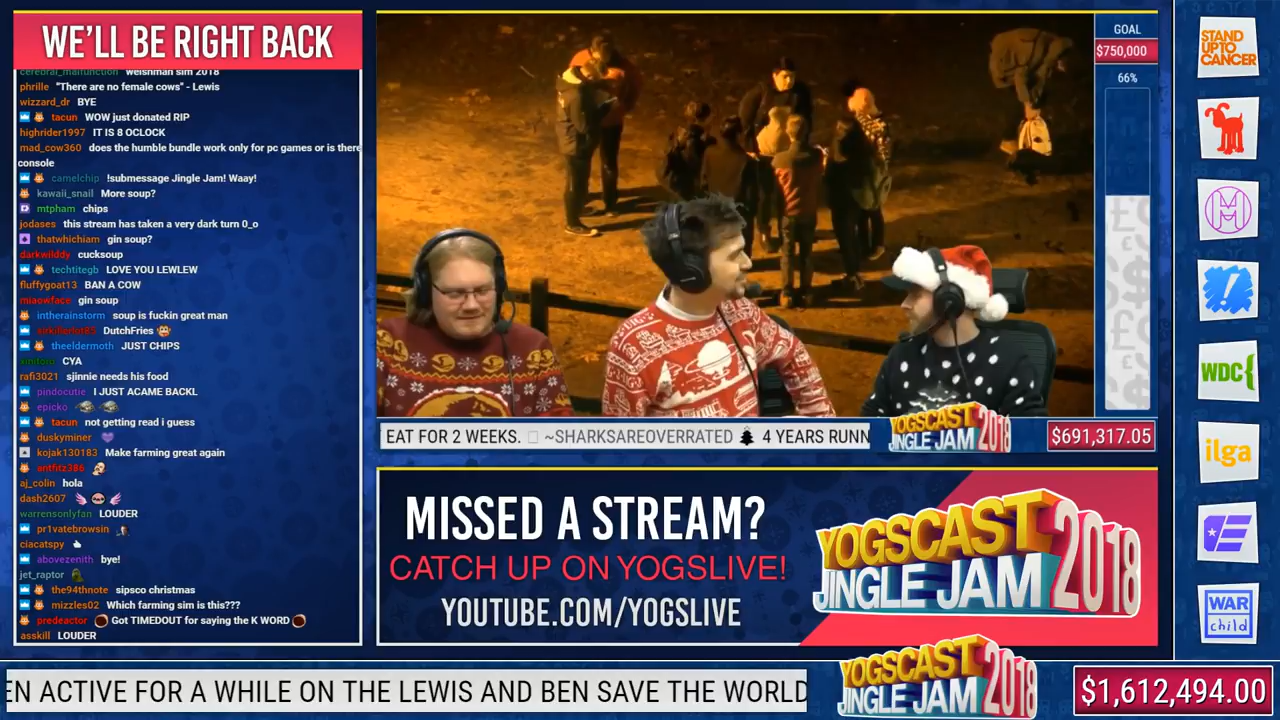 WE'LL BE RIGHT BACK
cerebral_malfunction welshman sim 2018
phrille "There are no female cows" - Lewis
wizzard_dr BYE
tacun WOW just donated RIP
highrider1997 IT IS 8 OCLOCK
mad_cow360 does the humble bundle work only for pc games or is there
console
camelchip !submessage Jingle Jam! Waay!
kawaii_snail More soup?
mtpham chips
jodases this stream has taken a very dark turn 0_o
thatwhichiam gin soup?
darkwilddy cucksoup
techtitegb LOVE YOU LEWLEW
fluffygoat13 BAN A COW
miaowface gin soup
intherainstorm soup is fuckin great man
DutchFries
theeldermoth JUST CHIPS
CYA
rafi3021 sjinnie needs his food
pindocutie I JUST ACAME BACKL
epicko
tacun not getting read i guess
duskyminer
kojak130183 Make farming great again
antfitz386
aj_colin hola
dash2607
warrensonlyfan LOUDER
pr1vatebrowsin
ciacatspy
abovezenith bye!
jet_raptor
the94thnote sipsco christmas
mizzles02 Which farming sim is this???
predeactor Got TIMEDOUT for saying the K WORD
asskill LOUDER
GOAL
$750,000
66%
EAT FOR 2 WEEKS. ~SHARKSAREOVERRATED 4 YEARS RUNN
YOGSCAST
JINGLE JAM 2018
$691,317.05
MISSED A STREAM?
CATCH UP ON YOGSLIVE!
YOUTUBE.COM/YOGSLIVE
YOGSCAST
JINGLE JAM 2018
STAND
UP TO
CANCER
WDC
ilga
WAR
child
EN ACTIVE FOR A WHILE ON THE LEWIS AND BEN SAVE THE WORLD
YOGSCAST
JINGLE JAM 2018
$1,612,494.00